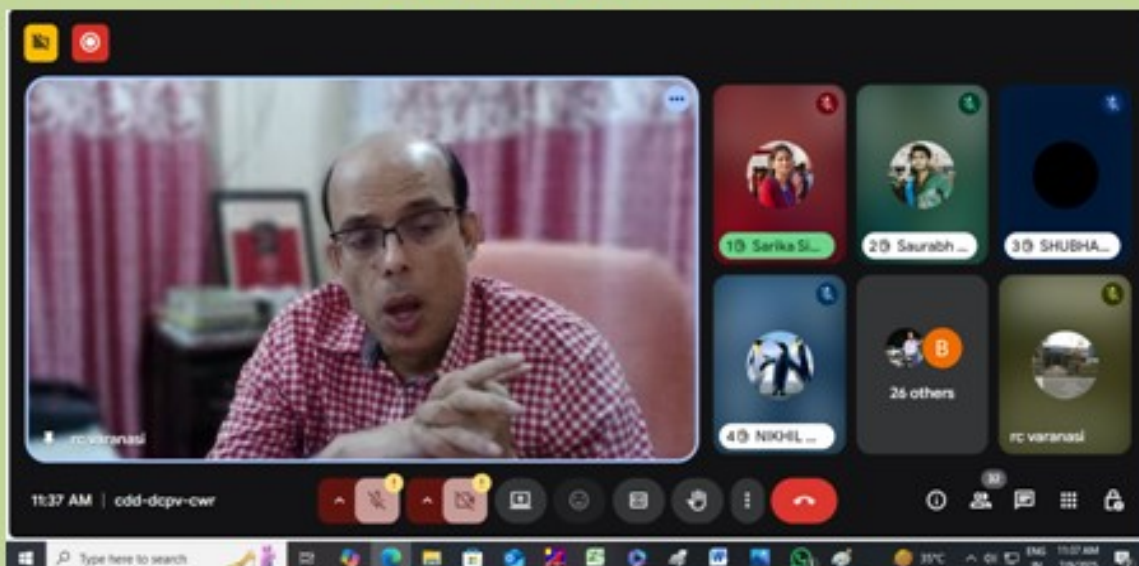 rc varanasi
1 Sarika Si...
2 Saurabh ...
3 SHUBHA...
4 NIKHIL ...
B
26 others
rc varanasi
11:37 AM | cdd-dcpv-cwr
32
Type here to search
35°C
ENG
IN
11:07 AM